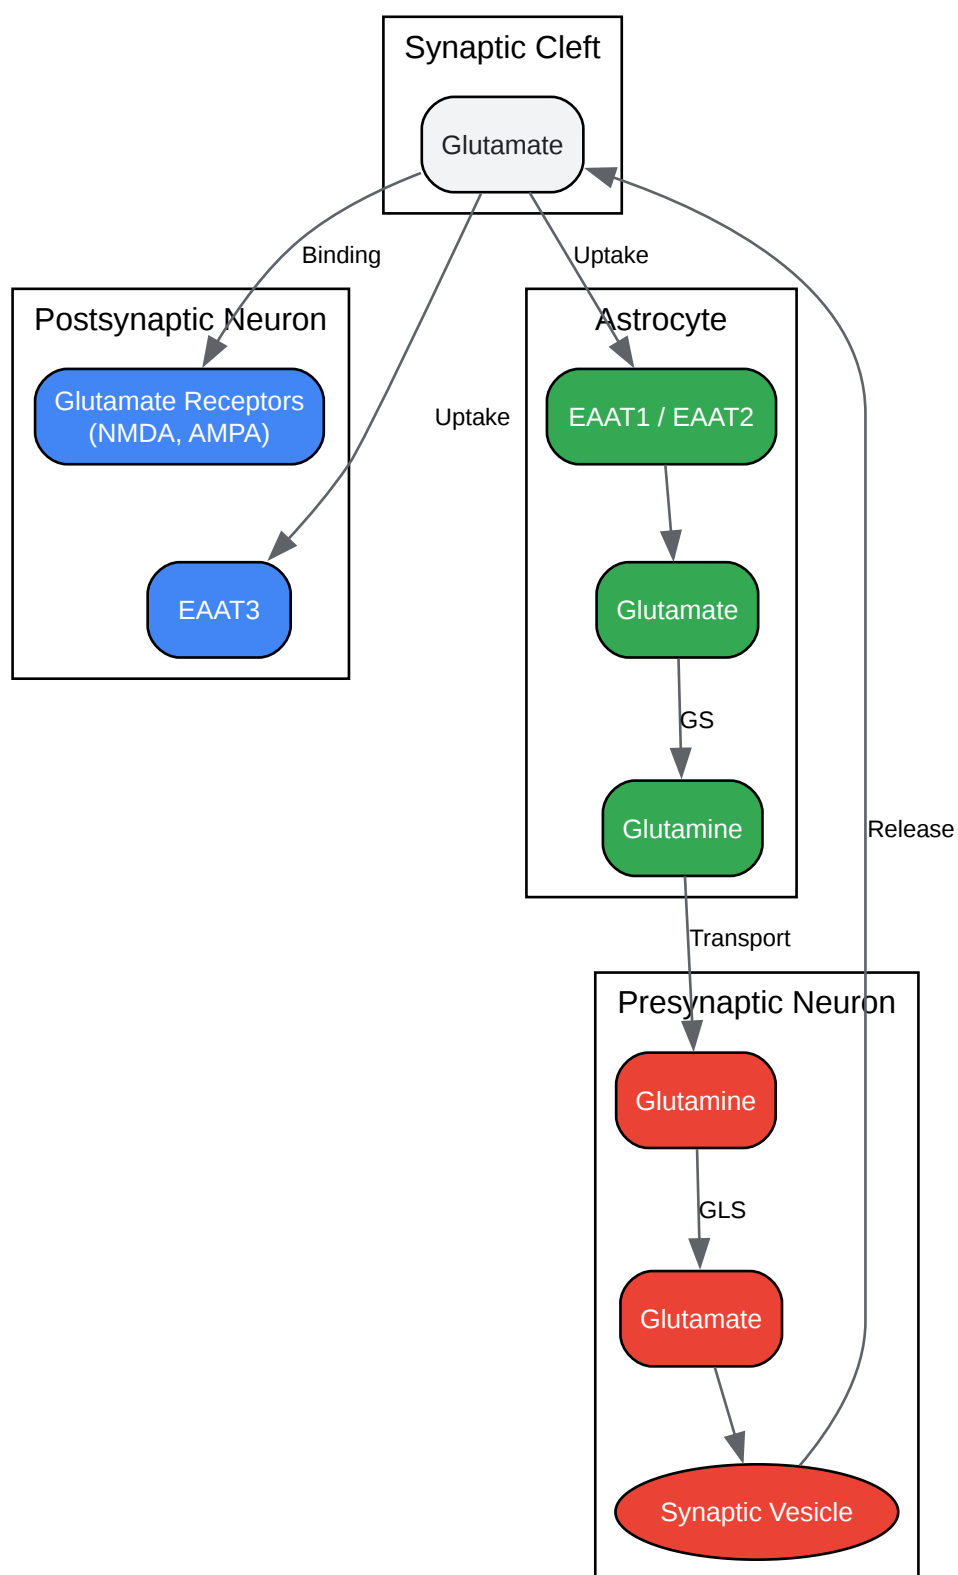 Synaptic Cleft
Glutamate
Binding
Uptake
Postsynaptic Neuron
Astrocyte
Glutamate Receptors
(NMDA, AMPA)
Uptake
EAAT1 / EAAT2
EAAT3
Glutamate
GS
Glutamine
Release
Transport
Presynaptic Neuron
Glutamine
GLS
Glutamate
Synaptic Vesicle